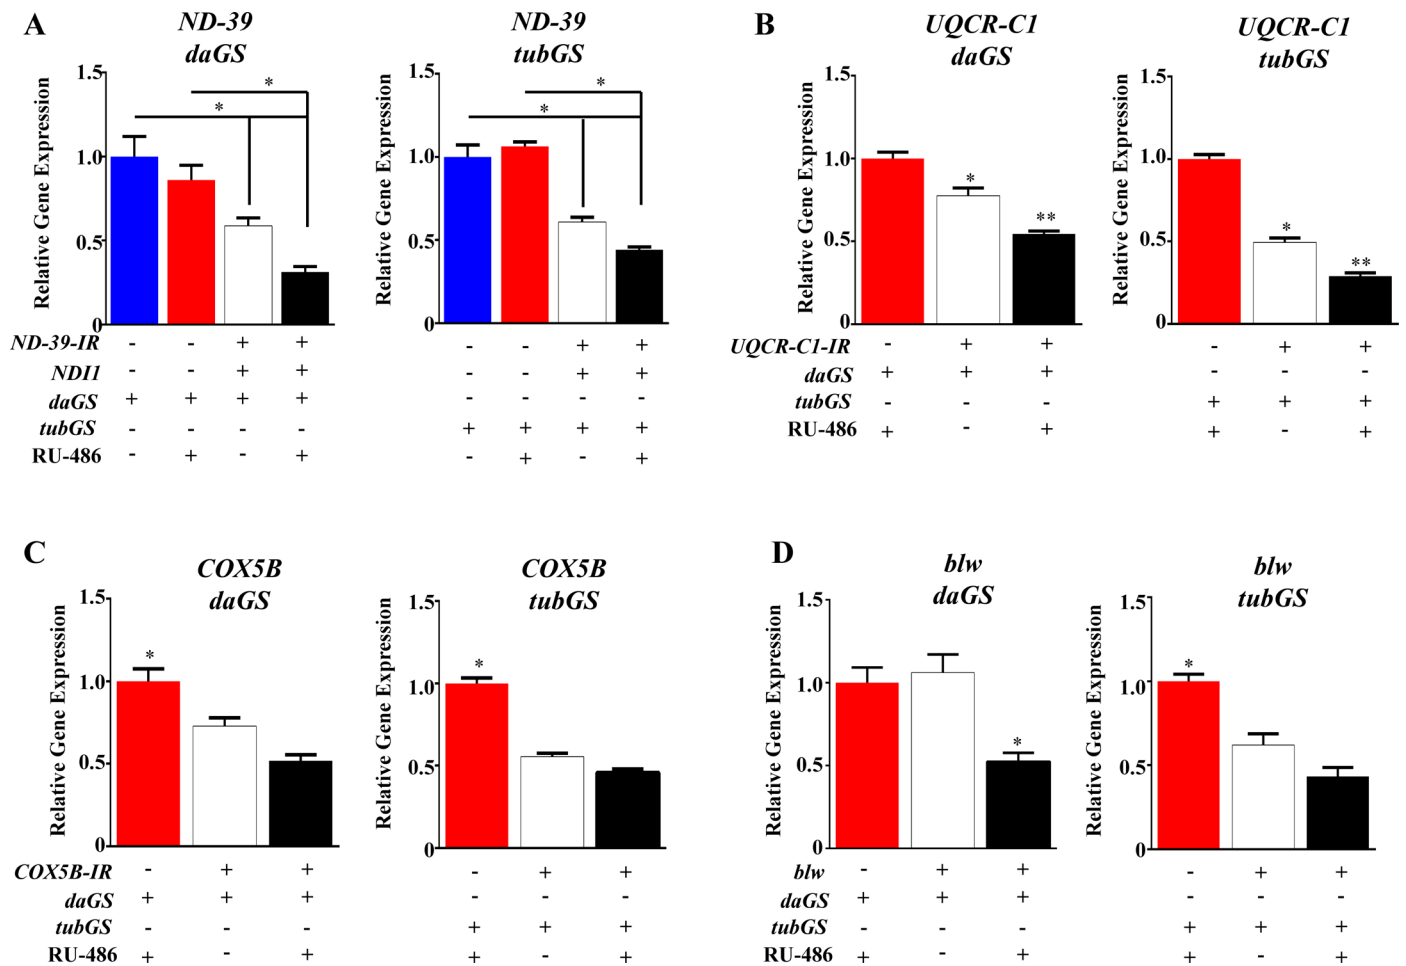 A
ND-39
daGS
Relative Gene Expression
1.5
1.0
0.5
0
*
*
ND-39
tubGS
Relative Gene Expression
1.5
1.0
0.5
0
*
*
ND-39-IR - - + + - - + +
NDI1 - - + + - - + +
daGS + + + + - - - -
tubGS - - - - + + + +
RU-486 - + - + - + - +
B
UQCR-C1
daGS
Relative Gene Expression
1.5
1.0
0.5
0
*
**
UQCR-C1
tubGS
Relative Gene Expression
1.5
1.0
0.5
0
*
**
UQCR-C1-IR - + + - + +
daGS + + + - - -
tubGS - - - + + +
RU-486 + - + + - +
C
COX5B
daGS
Relative Gene Expression
1.5
1.0
0.5
0
*
COX5B
tubGS
Relative Gene Expression
1.5
1.0
0.5
0
*
COX5B-IR - + + - + +
daGS + + + - - -
tubGS - - - + + +
RU-486 + - + + - +
D
blw
daGS
Relative Gene Expression
1.5
1.0
0.5
0
*
blw
tubGS
Relative Gene Expression
1.5
1.0
0.5
0
*
blw - + + - + +
daGS + + + - - -
tubGS - - - + + +
RU-486 + - + + - +